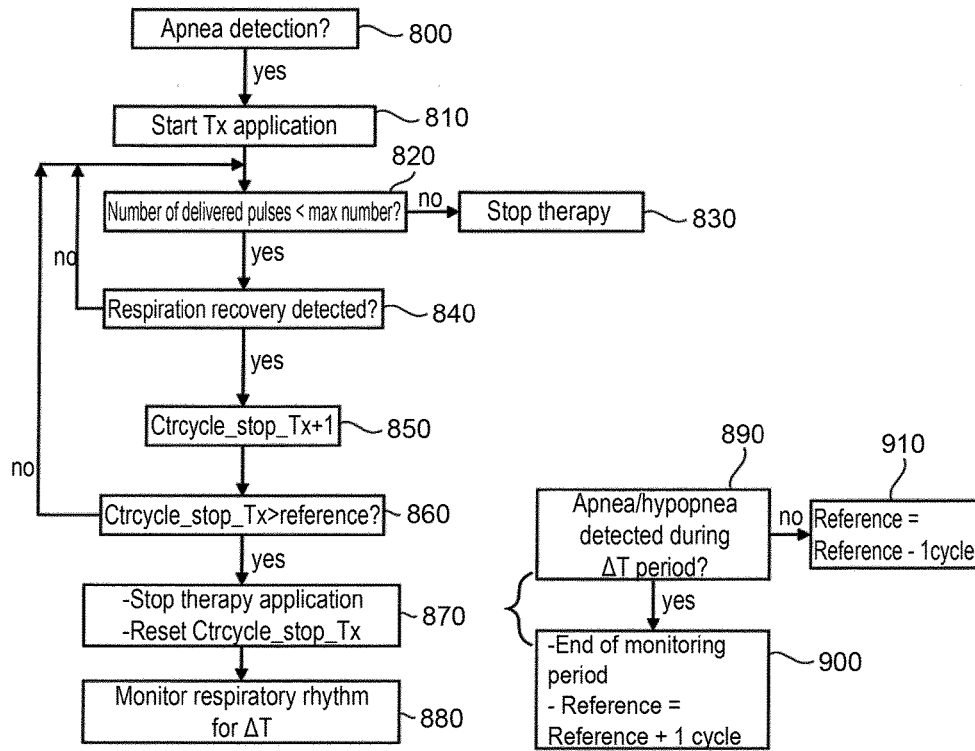 Apnea detection?
800
yes
Start Tx application
810
820
Number of delivered pulses < max number?
no
Stop therapy
830
yes
no
Respiration recovery detected?
840
yes
Ctrcycle_stop_Tx+1
850
no
Ctrcycle_stop_Tx>reference?
860
yes
-Stop therapy application
-Reset Ctrcycle_stop_Tx
870
Monitor respiratory rhythm
for ΔT
880
890
Apnea/hypopnea
detected during
ΔT period?
no
910
Reference =
Reference - 1cycle
yes
-End of monitoring
period
- Reference =
Reference + 1 cycle
900